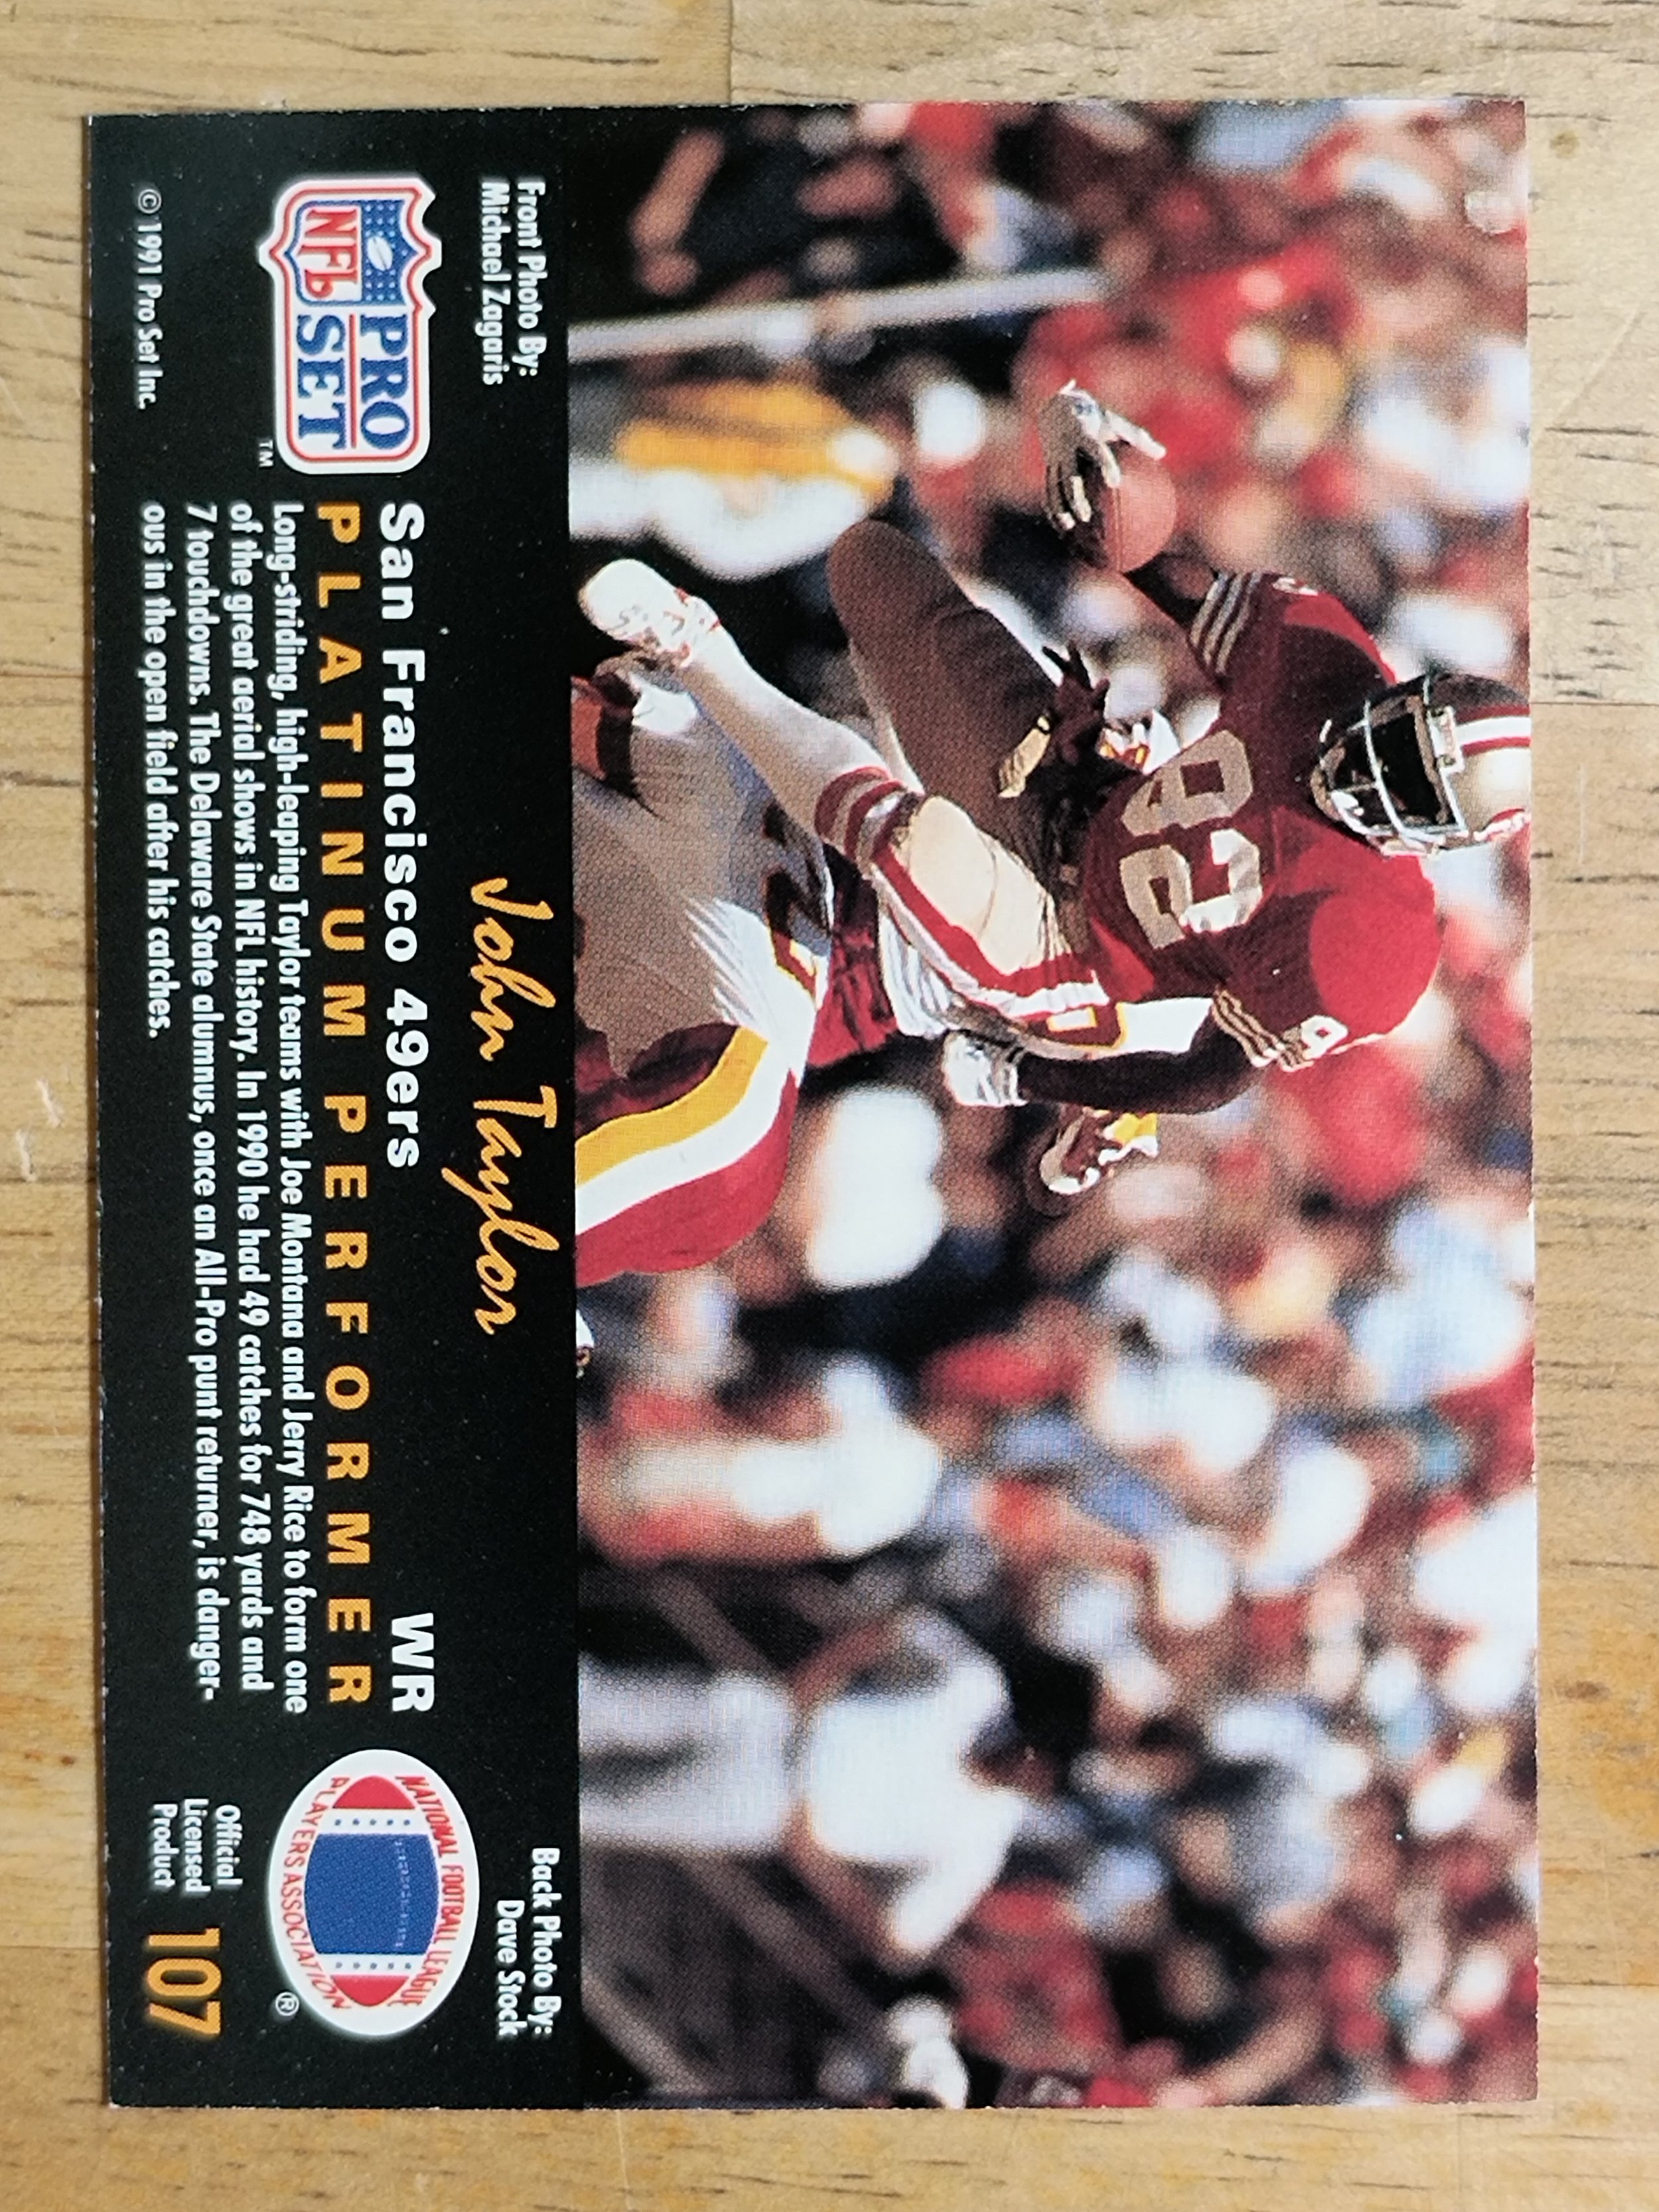 82
Front Photo By:
Michael Zagaris
John Taylor
Back Photo By:
Dave Stock
PRO
SET
NFL
TM
San Francisco 49ers WR
PLATINUM PERFORMER
Long-striding, high-leaping Taylor teams with Joe Montana and Jerry Rice to form one
of the great aerial shows in NFL history. In 1990 he had 49 catches for 748 yards and
7 touchdowns. The Delaware State alumnus, once an All-Pro punt returner, is danger-
ous in the open field after his catches.
NATIONAL FOOTBALL LEAGUE
PLAYERS ASSOCIATION
®
Official
Licensed
Product
107
© 1991 Pro Set Inc.